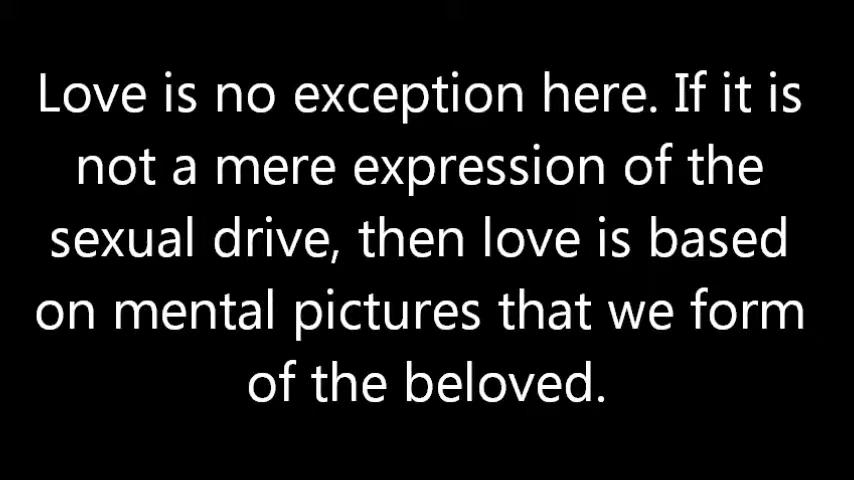 Love is no exception here. If it is
not a mere expression of the
sexual drive, then love is based
on mental pictures that we form
of the beloved.